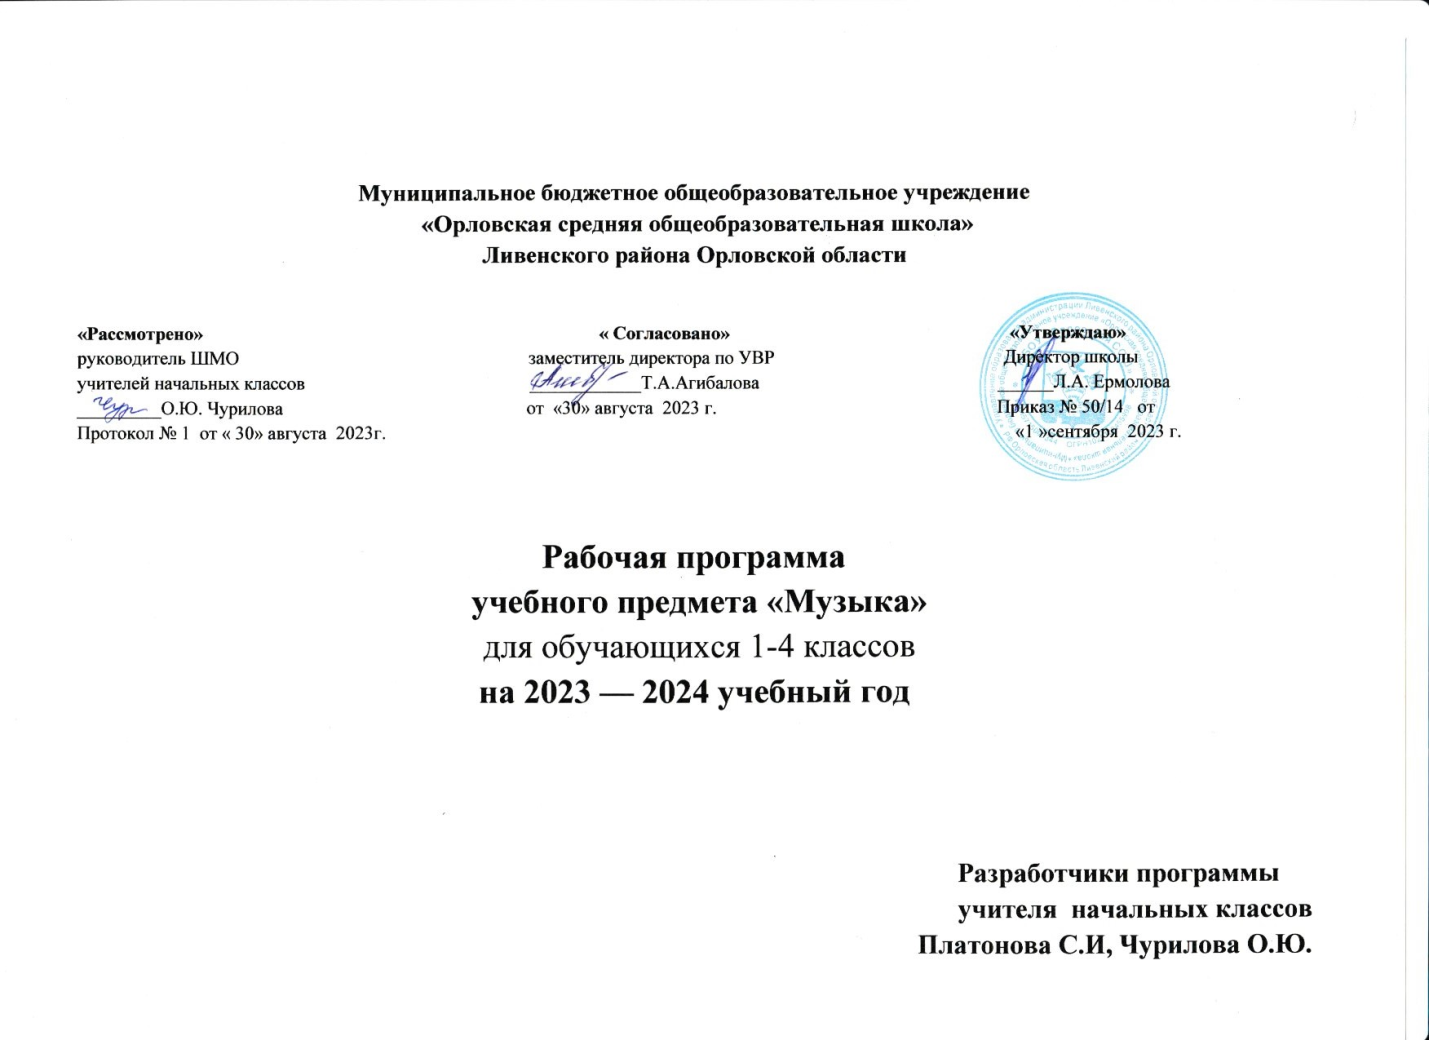 Муниципальное бюджетное общеобразовательное учреждение
«Орловская средняя общеобразовательная школа»
Ливенского района Орловской области
«Рассмотрено»
руководитель ШМО
учителей начальных классов
_________О.Ю. Чурилова
Протокол № 1 от « 30» августа 2023г.
« Согласовано»
заместитель директора по УВР
____________Т.А.Агибалова
от «30» августа 2023 г.
«Утверждаю»
Директор школы
______Л.А. Ермолова
Приказ № 50/14 от
«1 »сентября 2023 г.
Рабочая программа
учебного предмета «Музыка»
для обучающихся 1-4 классов
на 2023 — 2024 учебный год
Разработчики программы
учителя начальных классов
Платонова С.И, Чурилова О.Ю.